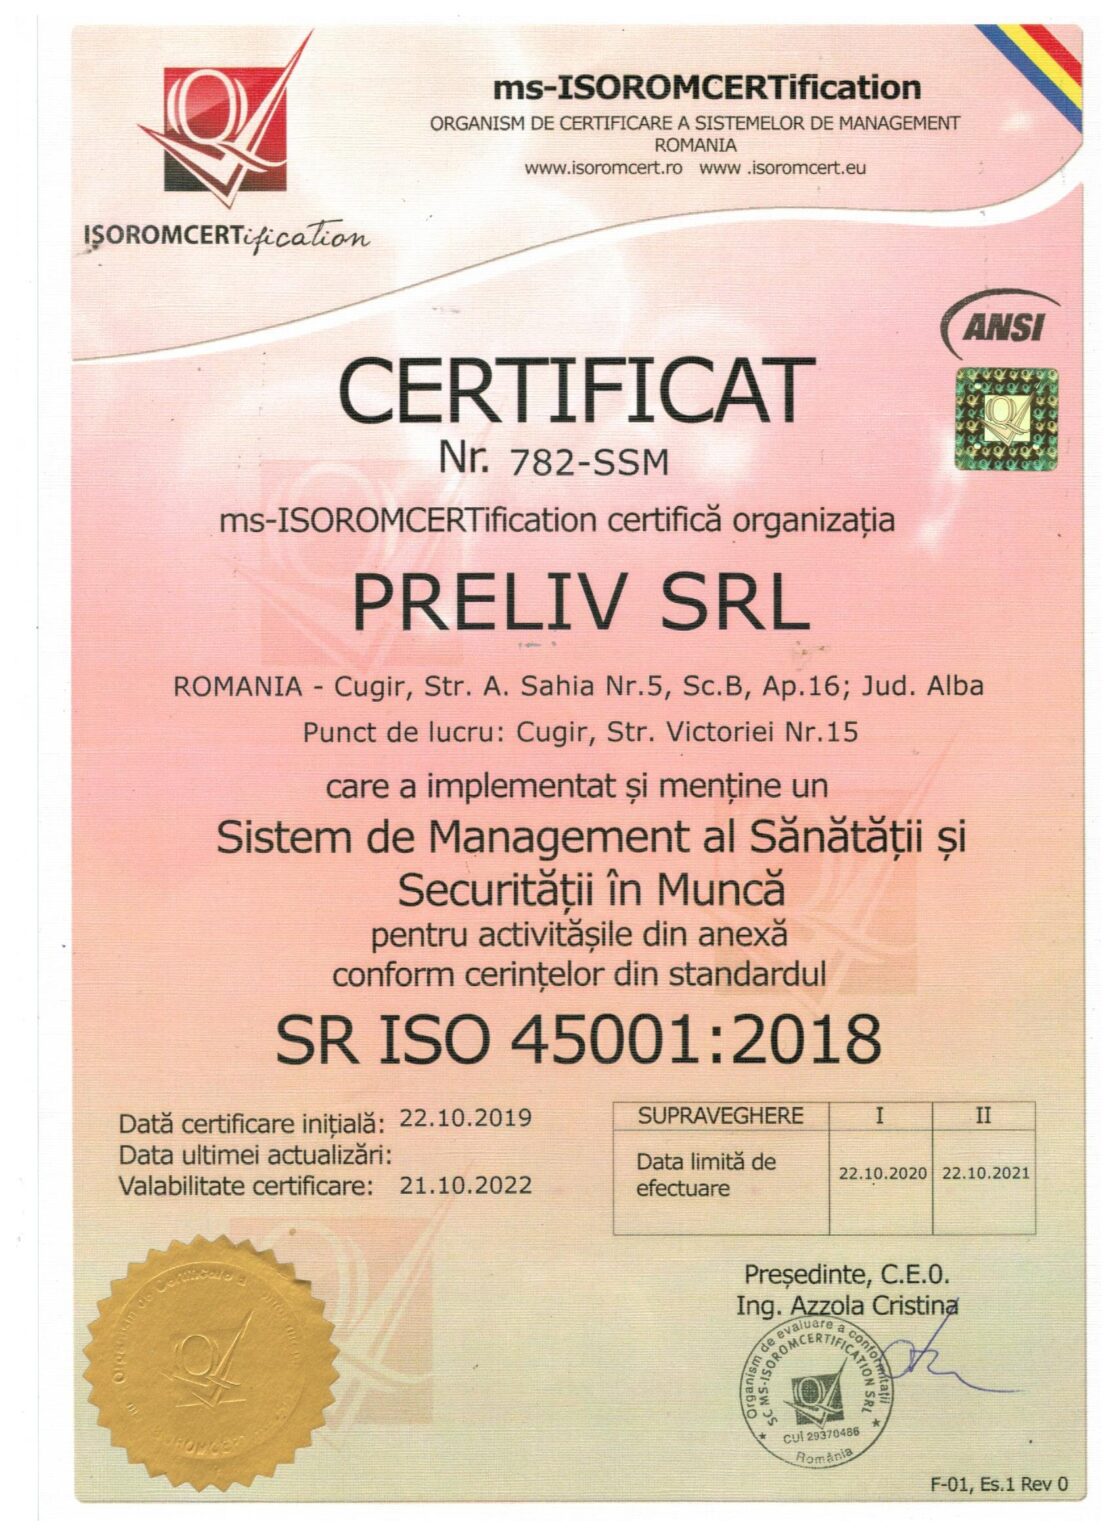 ms-ISOROMCERTification
ORGANISM DE CERTIFICARE A SISTEMELOR DE MANAGEMENT
ROMANIA
www.isoromcert.ro www .isoromcert.eu
ISOROMCERTification
ANSI
CERTIFICAT
Nr. 782-SSM
ms-ISOROMCERTification certifică organizația
PRELIV SRL
ROMANIA - Cugir, Str. A. Sahia Nr.5, Sc.B, Ap.16; Jud. Alba
Punct de lucru: Cugir, Str. Victoriei Nr.15
care a implementat și menține un
Sistem de Management al Sănătății și
Securității în Muncă
pentru activitășile din anexă
conform cerințelor din standardul
SR ISO 45001:2018
Dată certificare inițială: 22.10.2019
Data ultimei actualizări:
Valabilitate certificare: 21.10.2022
SUPRAVEGHERE I II
Data limită de
efectuare 22.10.2020 22.10.2021
Președinte, C.E.0.
Ing. Azzola Cristina
Organism de evaluare a conformității
SC MS-ISOROMCERTIFICATION SRL
CUI 29370486
România
F-01, Es.1 Rev 0